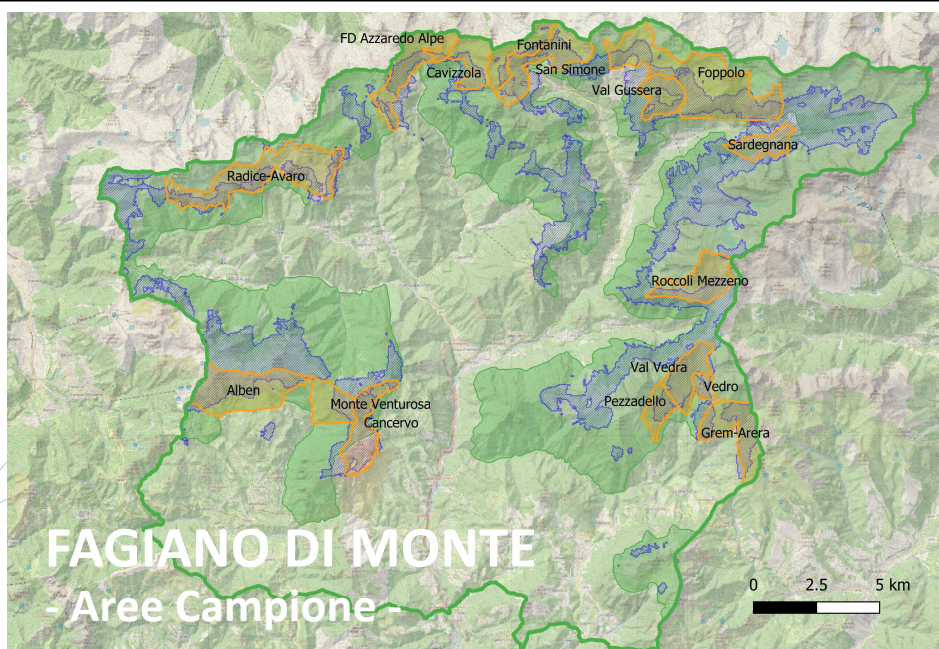 FD Azzaredo Alpe
Fontanini
Cavizzola
San Simone
Foppolo
Val Gussera
Sardegnana
Radice-Avaro
Roccoli Mezzeno
Val Vedra
Alben
Vedro
Monte Venturosa
Pezzadello
Cancervo
Grem-Arera
FAGIANO DI MONTE
- Aree Campione -
0 2.5 5 km